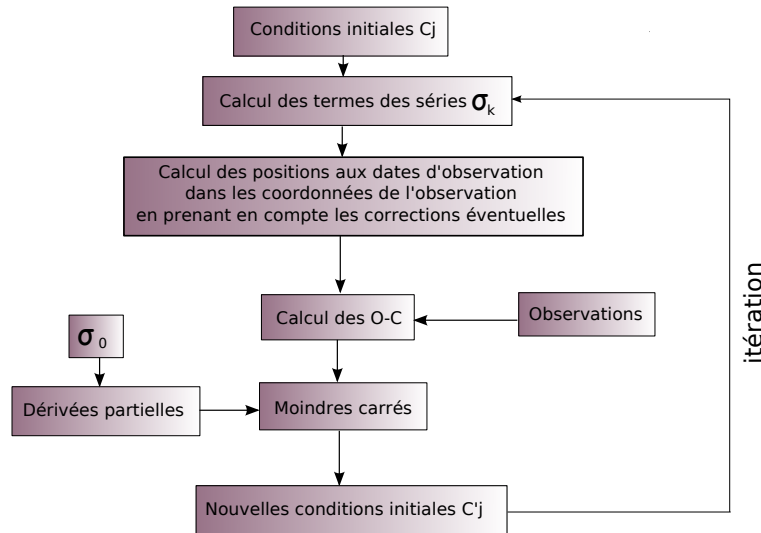 Conditions initiales Cj
Calcul des termes des séries σk
Calcul des positions aux dates d'observation
dans les coordonnées de l'observation
en prenant en compte les corrections éventuelles
Calcul des O-C
Observations
itération
σ0
Dérivées partielles
Moindres carrés
Nouvelles conditions initiales C'j